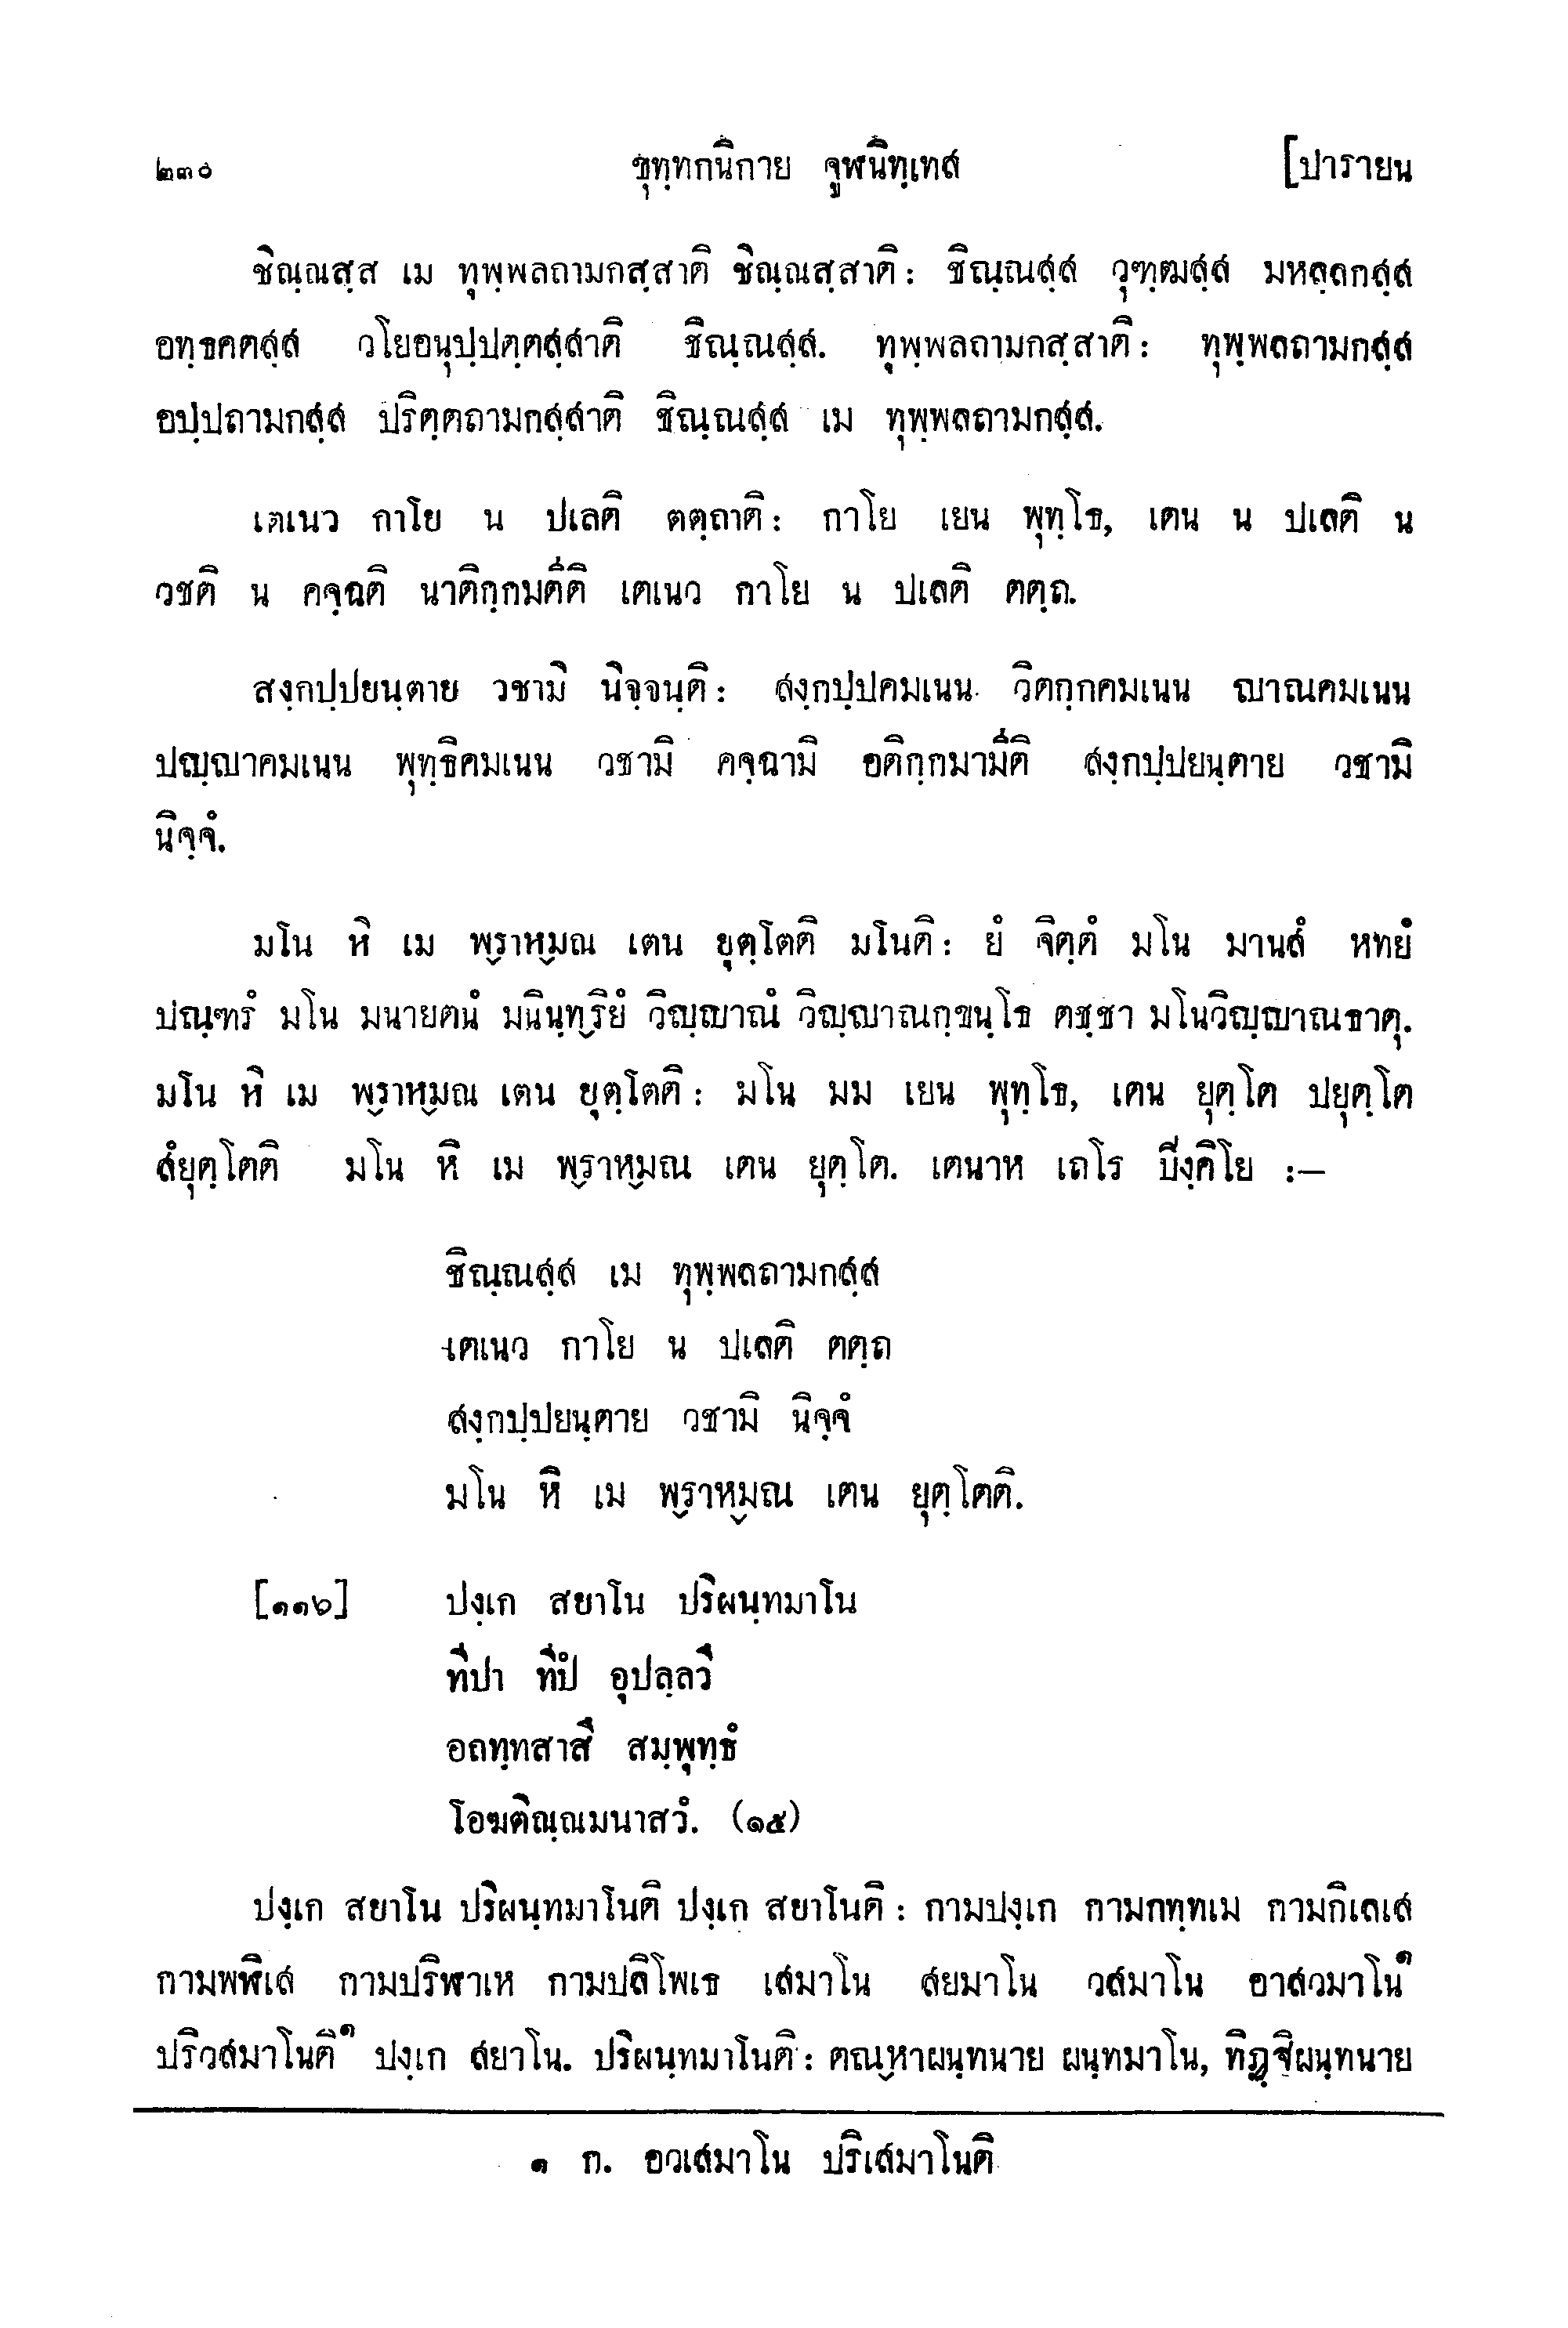 ๒๓๐ ขุทฺทกนิกาย จูฬนิทฺเทส [ปารายน
ชิณฺณสฺส เม ทุพฺพลถามกสฺสาติ ชิณฺณสฺสาติ: ชิณฺณสฺส วุฑฺฒสฺส มหลฺลกสฺส
อทฺธคตสฺส วโยอนุปฺปตฺตสฺสาติ ชิณฺณสฺส. ทุพฺพลถามกสฺสาติ: ทุพฺพลถามกสฺส
อปฺปถามกสฺส ปริตฺตถามกสฺสาติ ชิณฺณสฺส เม ทุพฺพลถามกสฺส.
เตเนว กาโย น ปเลติ ตตฺถาติ: กาโย เยน พุทฺโธ, เตน น ปเลติ น
วชติ น คจฺฉติ นาติกฺกมตีติ เตเนว กาโย น ปเลติ ตตฺถ.
สงฺกปฺปยนฺตาย วชามิ นิจฺจนฺติ: สงฺกปฺปคมเนน วิตกฺกคมเนน ญาณคมเนน
ปญฺญาคมเนน พุทฺธิคมเนน วชามิ คจฺฉามิ อติกฺกมามีติ สงฺกปฺปยนฺตาย วชามิ
นิจฺจํ.
มโน หิ เม พฺราหฺมณ เตน ยุตฺโตติ มโนติ: ยํ จิตฺตํ มโน มานสํ หทยํ
ปณฺฑรํ มโน มนายตนํ มนินฺทฺริยํ วิญฺญาณํ วิญฺญาณกฺขนฺโธ ตชฺชา มโนวิญฺญาณธาตุ.
มโน หิ เม พฺราหฺมณ เตน ยุตฺโตติ: มโน มม เยน พุทฺโธ, เตน ยุตฺโต ปยุตฺโต
สํยุตฺโตติ มโน หิ เม พฺราหฺมณ เตน ยุตฺโต. เตนาห เถโร ปิงฺคิโย :—
ชิณฺณสฺส เม ทุพฺพลถามกสฺส
เตเนว กาโย น ปเลติ ตตฺถ
สงฺกปฺปยนฺตาย วชามิ นิจฺจํ
มโน หิ เม พฺราหฺมณ เตน ยุตฺโตติ.
[๑๑๖] ปงฺเก สยาโน ปริผนฺทมาโน
ทีปา ทีปํ อุปลฺลวึ
อถทฺทสาสึ สมฺพุทฺธํ
โอฆติณฺณมนาสวํ. (๑๕)
ปงฺเก สยาโน ปริผนฺทมาโนติ ปงฺเก สยาโนติ: กามปงฺเก กามกทฺทเม กามกิเลเส
กามพฬิเส กามปริฬาเห กามปลิโพเธ เสมาโน สยมาโน วสมาโน อาสวมาโน๑
ปริวสมาโนติ๑ ปงฺเก สยาโน. ปริผนฺทมาโนติ: ตณฺหาผนฺทนาย ผนฺทมาโน, ทิฏฺฐิผนฺทนาย
๑ ก. อวเสมาโน ปริเสมาโนติ